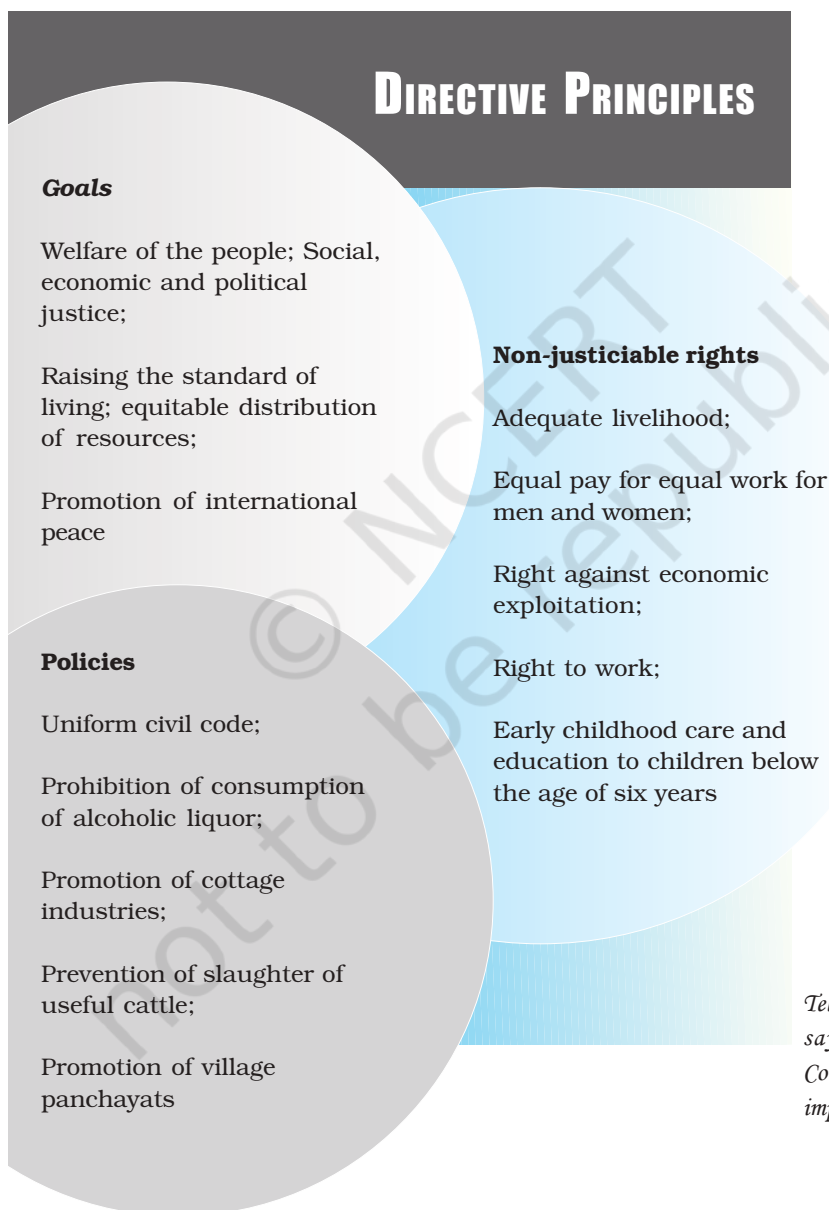 DIRECTIVE PRINCIPLES
Goals
Welfare of the people; Social,
economic and political
justice;
Raising the standard of
living; equitable distribution
of resources;
Promotion of international
peace
Non-justiciable rights
Adequate livelihood;
Equal pay for equal work for
men and women;
Right against economic
exploitation;
Right to work;
Early childhood care and
education to children below
the age of six years
Policies
Uniform civil code;
Prohibition of consumption
of alcoholic liquor;
Promotion of cottage
industries;
Prevention of slaughter of
useful cattle;
Promotion of village
panchayats
© NCERT
not to be